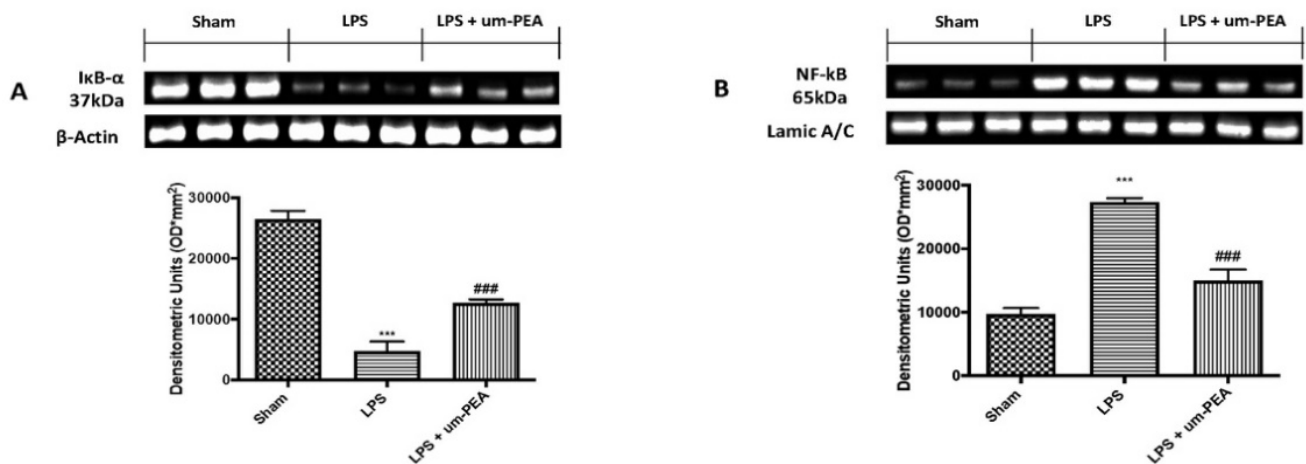 Sham LPS LPS + um-PEA
A
IκB-α
37kDa
β-Actin
Densitometric Units (OD*mm²)
30000
20000
10000
0
***
###
Sham
LPS
LPS + um-PEA
Sham LPS LPS + um-PEA
B
NF-kB
65kDa
Lamic A/C
Densitometric Units (OD*mm²)
30000
20000
10000
0
***
###
Sham
LPS
LPS + um-PEA